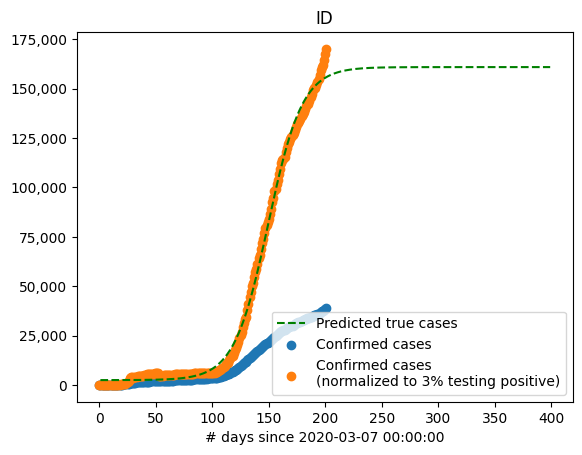 ID
175,000
150,000
125,000
100,000
75,000
50,000
25,000
0
Predicted true cases
Confirmed cases
Confirmed cases
(normalized to 3% testing positive)
0 50 100 150 200 250 300 350 400
# days since 2020-03-07 00:00:00